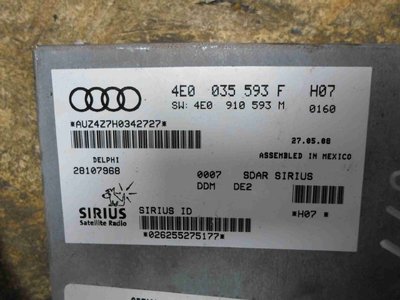 4E0 035 593 F H07
SW: 4E0 910 593 M 0160
*AUZ4Z7H0342727*
27.05.08
DELPHI ASSEMBLED IN MEXICO
28107968
0007 SDAR SIRIUS
DDM DE2
SIRIUS
Satellite Radio
SIRIUS ID *H07 *
*026255275177*